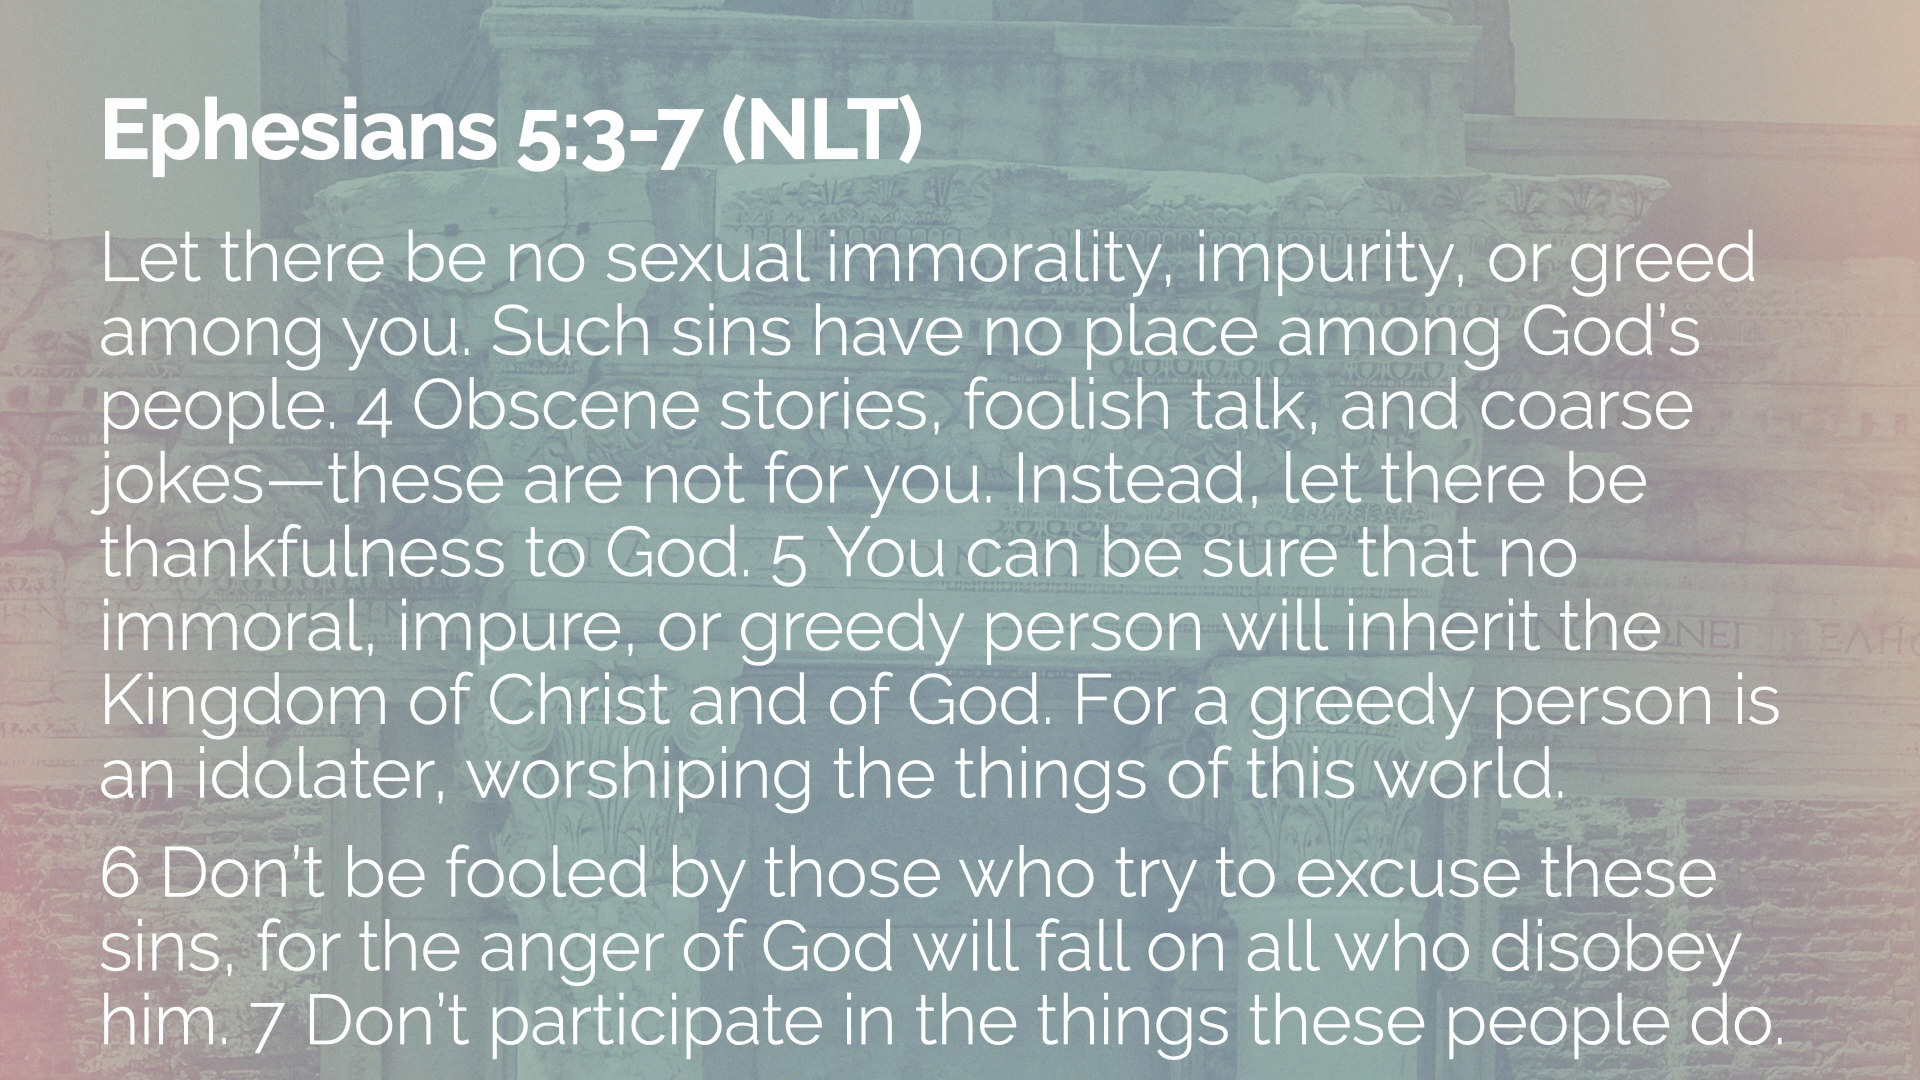 Ephesians 5:3-7 (NLT)
Let there be no sexual immorality, impurity, or greed
among you. Such sins have no place among God’s
people. 4 Obscene stories, foolish talk, and coarse
jokes—these are not for you. Instead, let there be
thankfulness to God. 5 You can be sure that no
immoral, impure, or greedy person will inherit the
Kingdom of Christ and of God. For a greedy person is
an idolater, worshiping the things of this world.
6 Don’t be fooled by those who try to excuse these
sins, for the anger of God will fall on all who disobey
him. 7 Don’t participate in the things these people do.